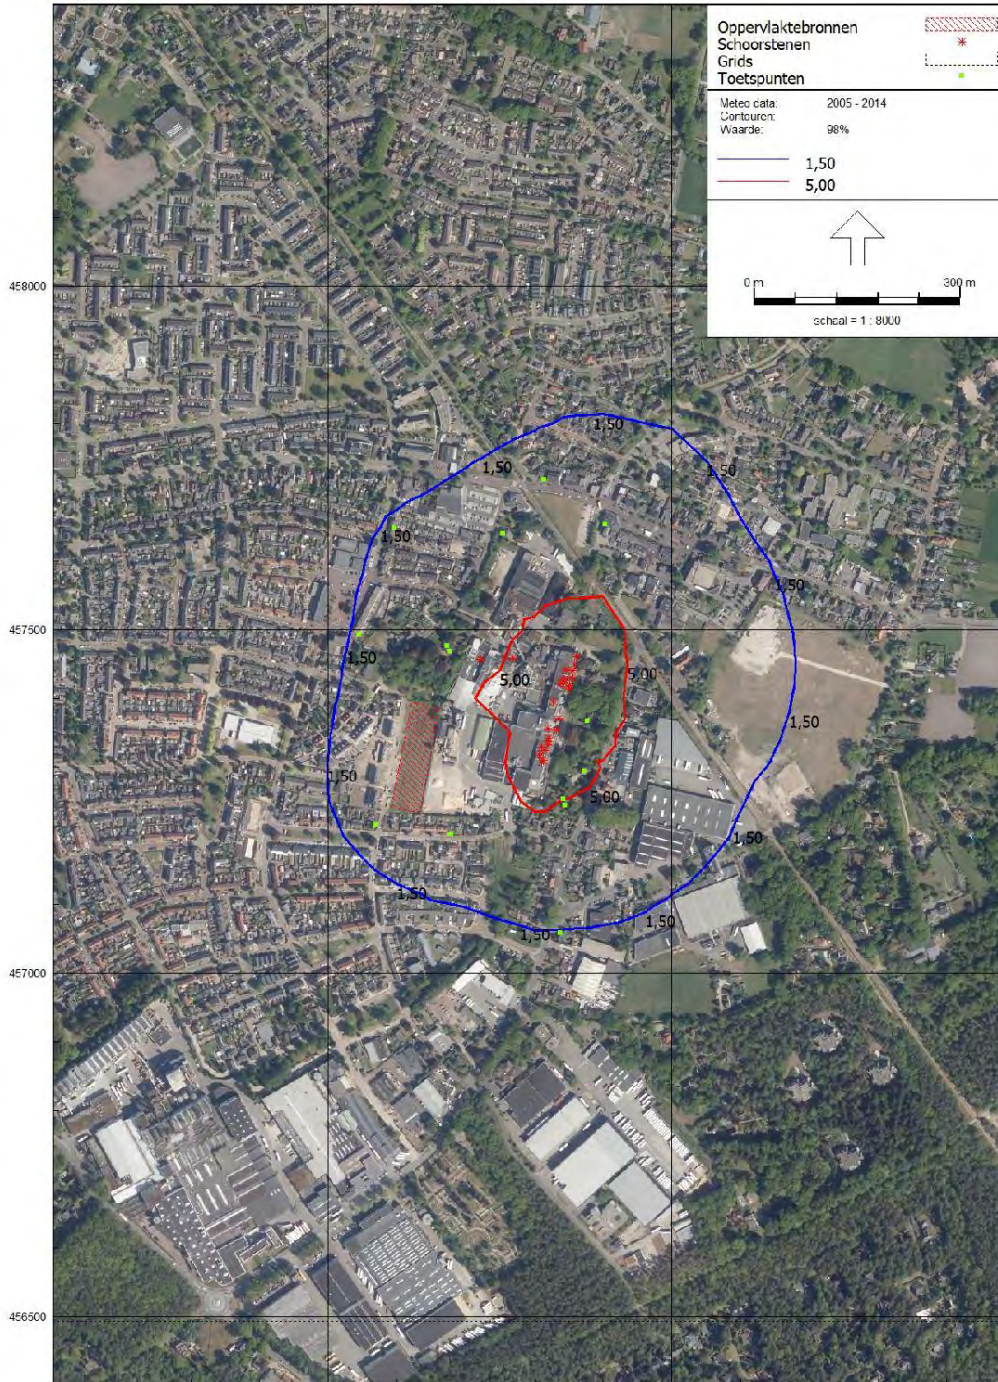 Oppervlaktebronnen
Schoorstenen
Grids
Toetspunten
Meteo data: 2005 - 2014
Contouren:
Waarde: 98%
1,50
5,00
0 m 300 m
schaal = 1 : 8000
458000
1,50
1,50
1,50
1,50
1,50
457500
1,50
5,00
5,00
1,50
1,50
5,00
1,50
1,50
1,50
1,50
457000
456500